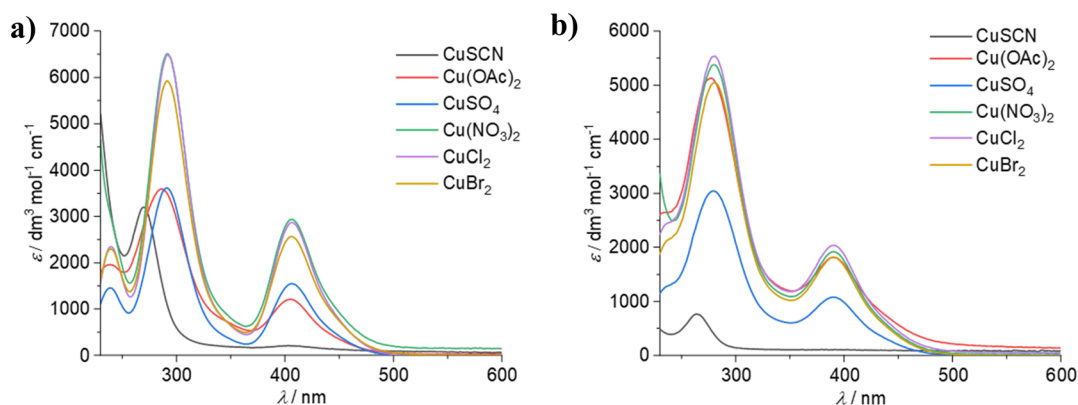 a)
7000
6000
5000
4000
3000
2000
1000
0
ε / dm³ mol⁻¹ cm⁻¹
300
400
500
600
λ / nm
CuSCN
Cu(OAc)₂
CuSO₄
Cu(NO₃)₂
CuCl₂
CuBr₂
b)
6000
5000
4000
3000
2000
1000
0
ε / dm³ mol⁻¹ cm⁻¹
300
400
500
600
λ / nm
CuSCN
Cu(OAc)₂
CuSO₄
Cu(NO₃)₂
CuCl₂
CuBr₂